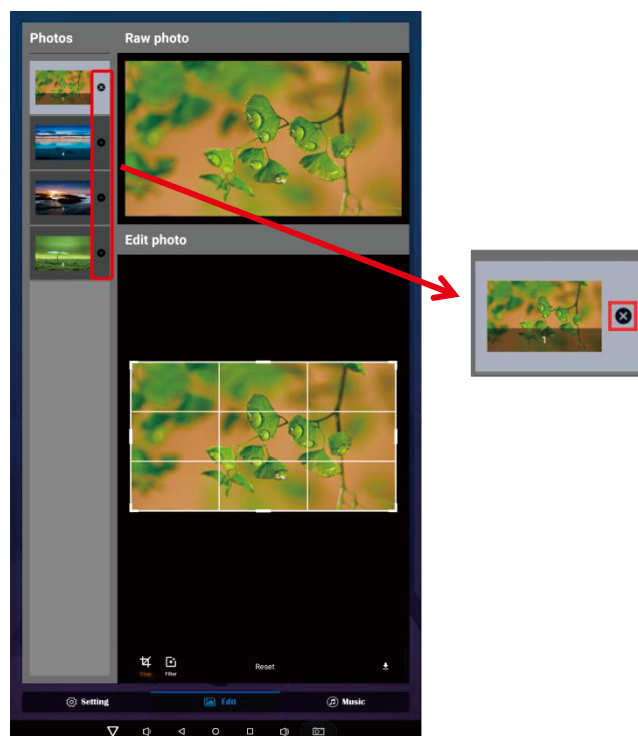 Photos
Raw photo
Edit photo
1
Crop
Filter
Reset
Setting
Edit
Music